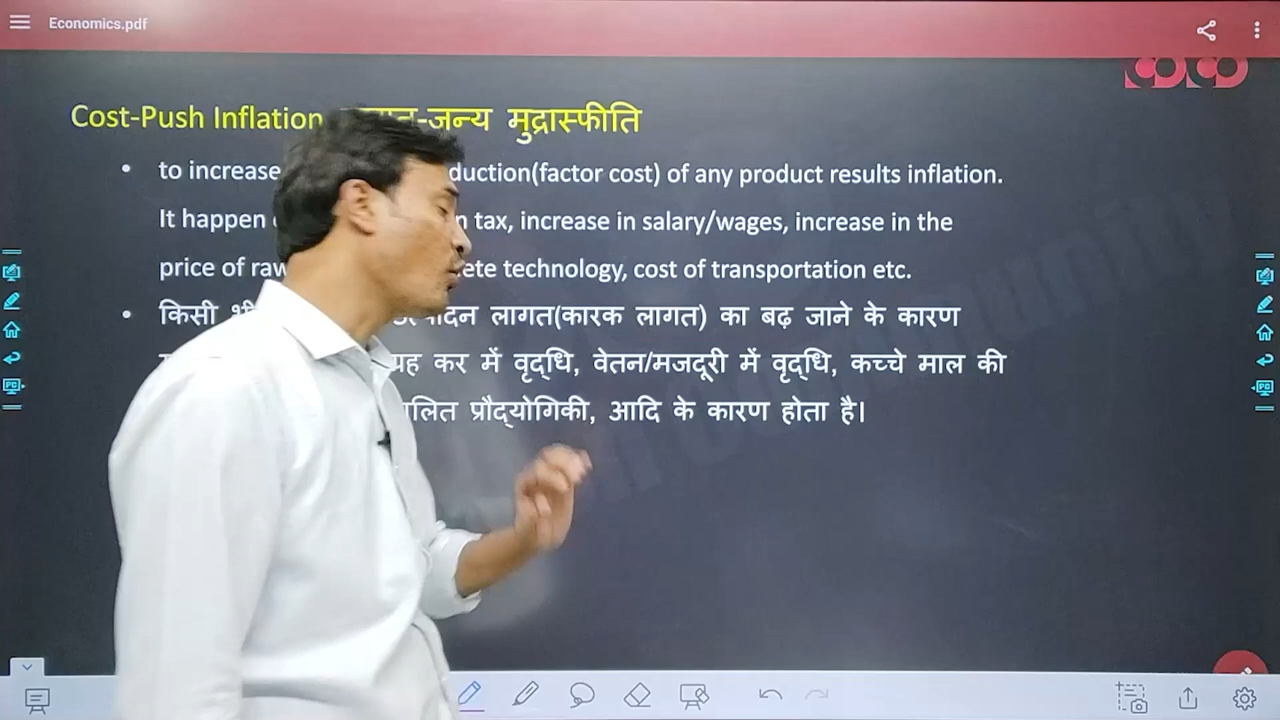 Economics.pdf
Cost-Push Inflation -जन्य मुद्रास्फीति
• to increase duction(factor cost) of any product results inflation.
It happen tax, increase in salary/wages, increase in the
price of raw ete technology, cost of transportation etc.
• किसी उत्पादन लागत(कारक लागत) का बढ़ जाने के कारण
यह कर में वृद्धि, वेतन/मजदूरी में वृद्धि, कच्चे माल की
लित प्रौद्योगिकी, आदि के कारण होता है।